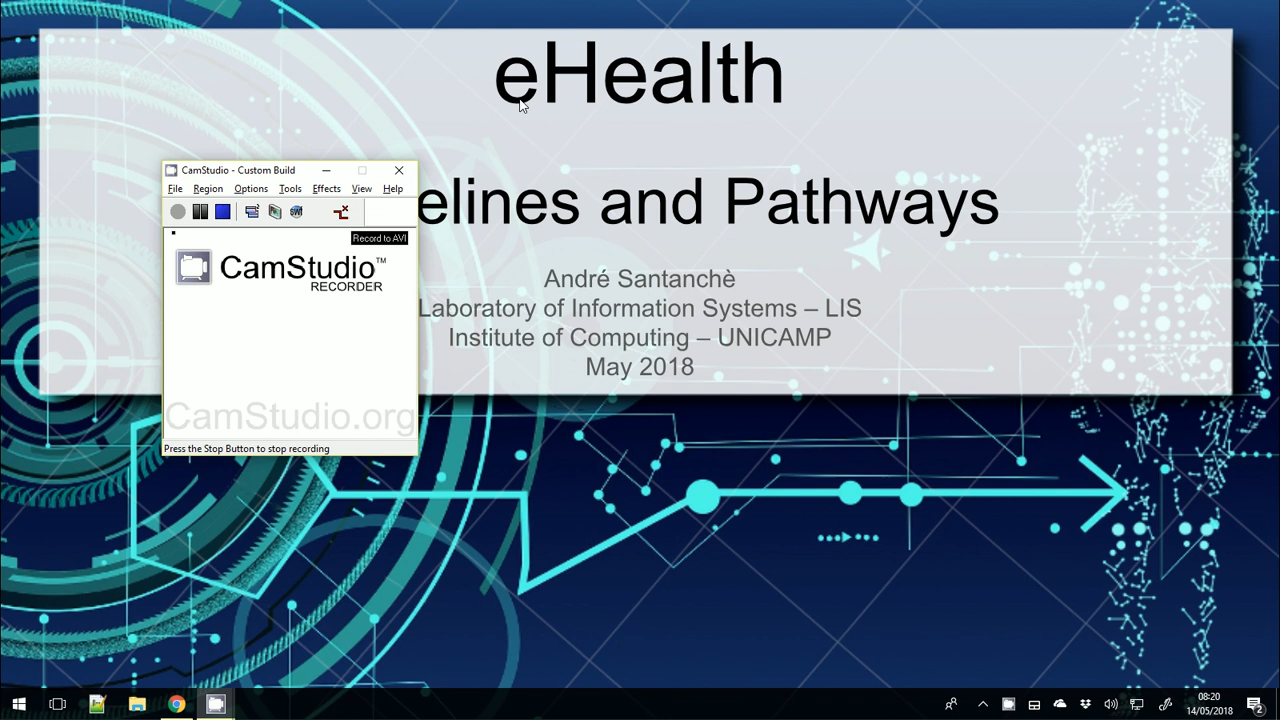 eHealth
CamStudio - Custom Build
File Region Options Tools Effects View Help
elines and Pathways
Record to AVI
CamStudio™
RECORDER
André Santanchè
Laboratory of Information Systems – LIS
Institute of Computing – UNICAMP
May 2018
CamStudio.org
Press the Stop Button to stop recording
08:20
14/05/2018
2